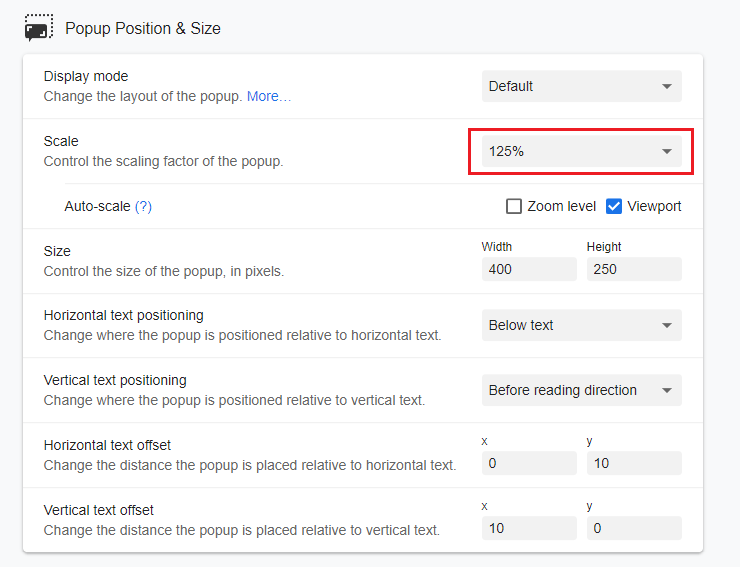 Popup Position & Size
Display mode
Change the layout of the popup. More…
Default
Scale
Control the scaling factor of the popup.
125%
Auto-scale (?)
Zoom level
Viewport
Size
Control the size of the popup, in pixels.
Width
Height
400
250
Horizontal text positioning
Change where the popup is positioned relative to horizontal text.
Below text
Vertical text positioning
Change where the popup is positioned relative to vertical text.
Before reading direction
Horizontal text offset
Change the distance the popup is placed relative to horizontal text.
x
y
0
10
Vertical text offset
Change the distance the popup is placed relative to vertical text.
x
y
10
0